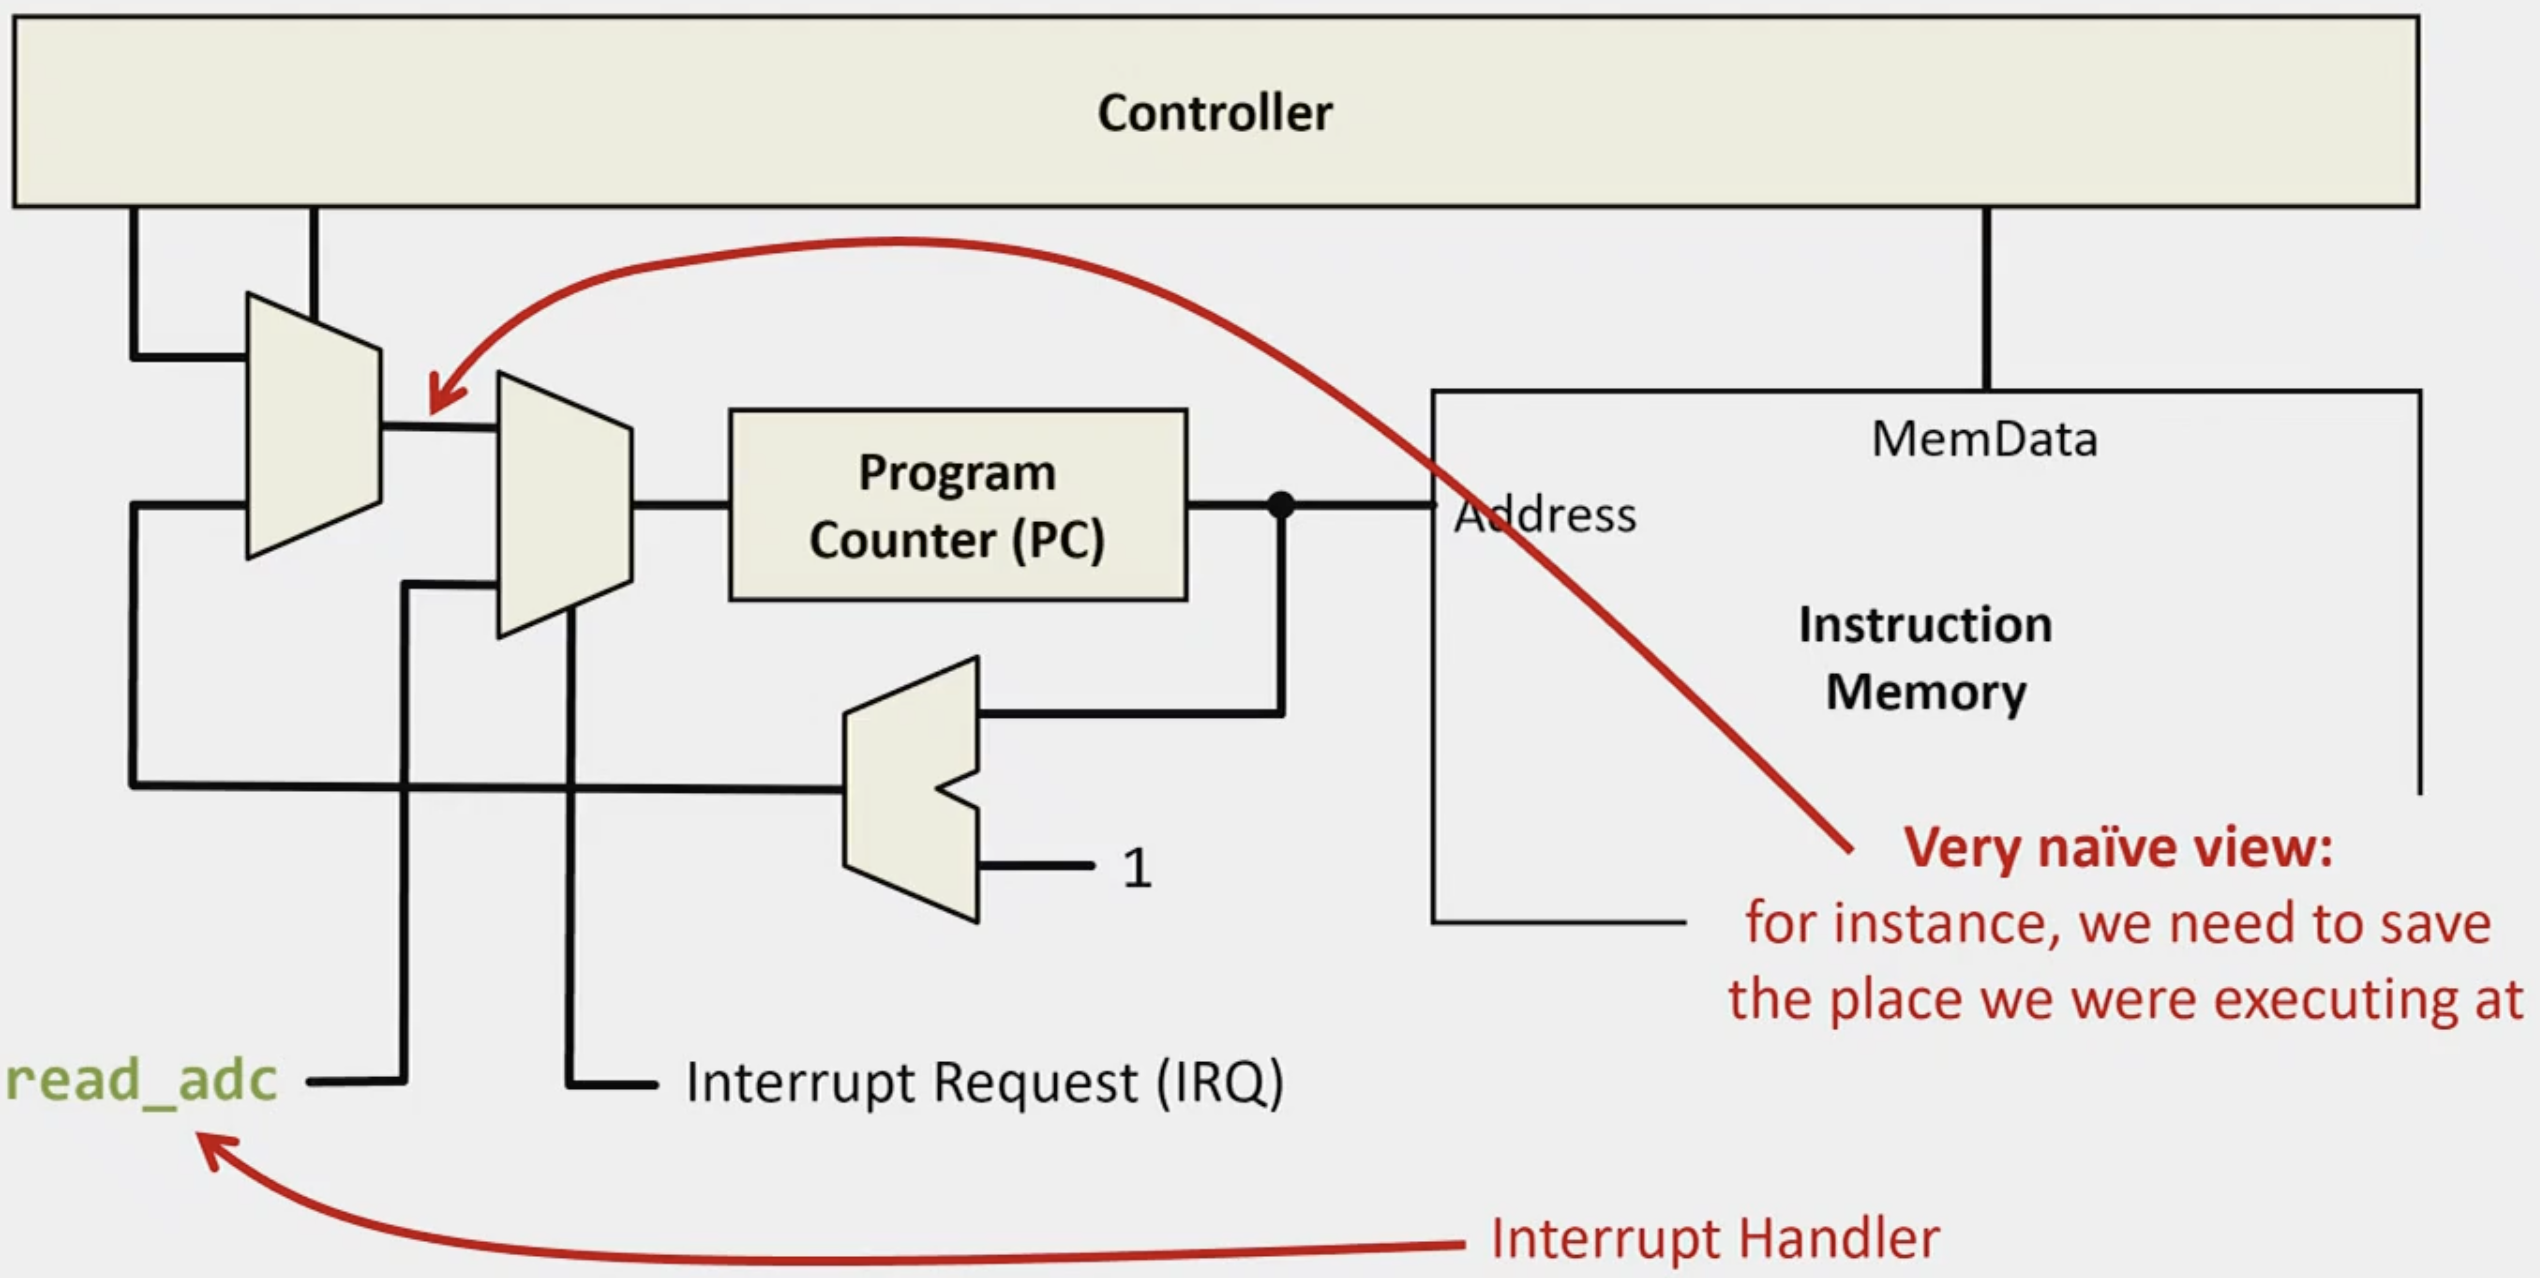 Controller
MemData
Program
Counter (PC)
Address
Instruction
Memory
1
Very naïve view:
for instance, we need to save
the place we were executing at
read_adc
Interrupt Request (IRQ)
Interrupt Handler